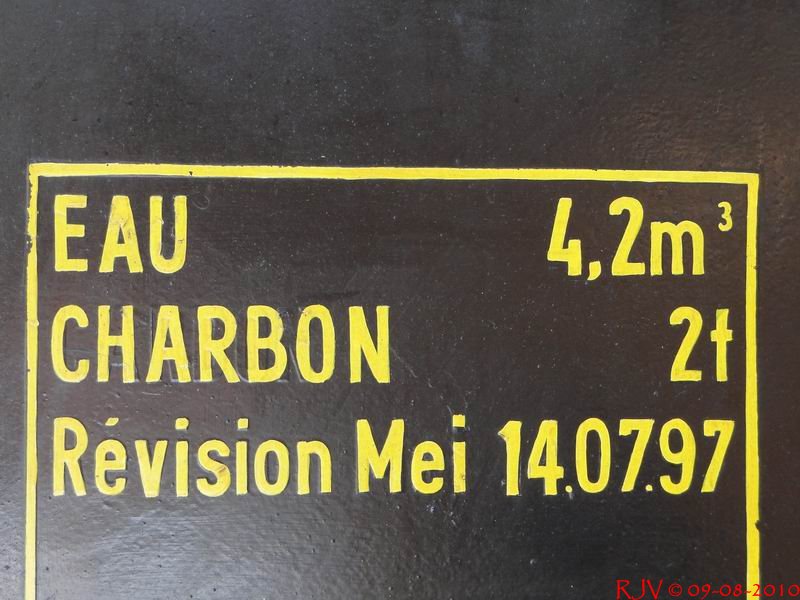 EAU 4,2m³
CHARBON 2t
Révision Mei 14.07.97
RJV © 09-08-2010